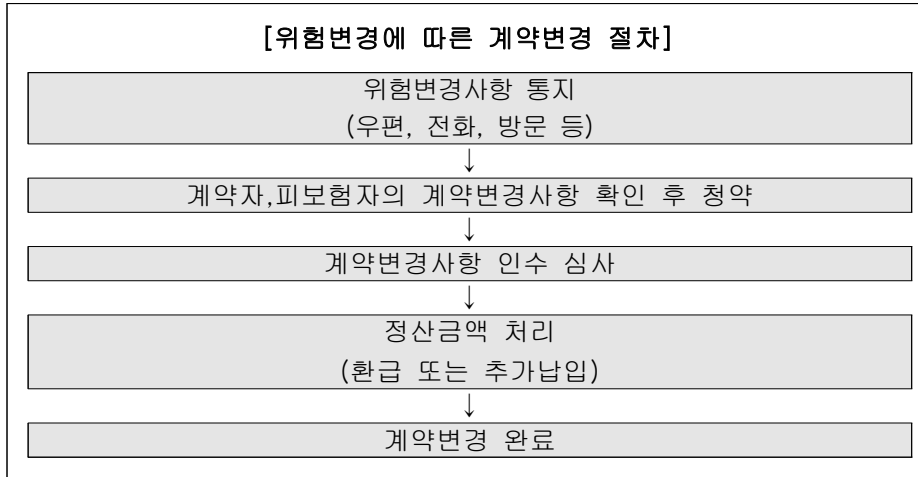 [위험변경에 따른 계약변경 절차]
위험변경사항 통지
(우편, 전화, 방문 등)
↓
계약자,피보험자의 계약변경사항 확인 후 청약
↓
계약변경사항 인수 심사
↓
정산금액 처리
(환급 또는 추가납입)
↓
계약변경 완료